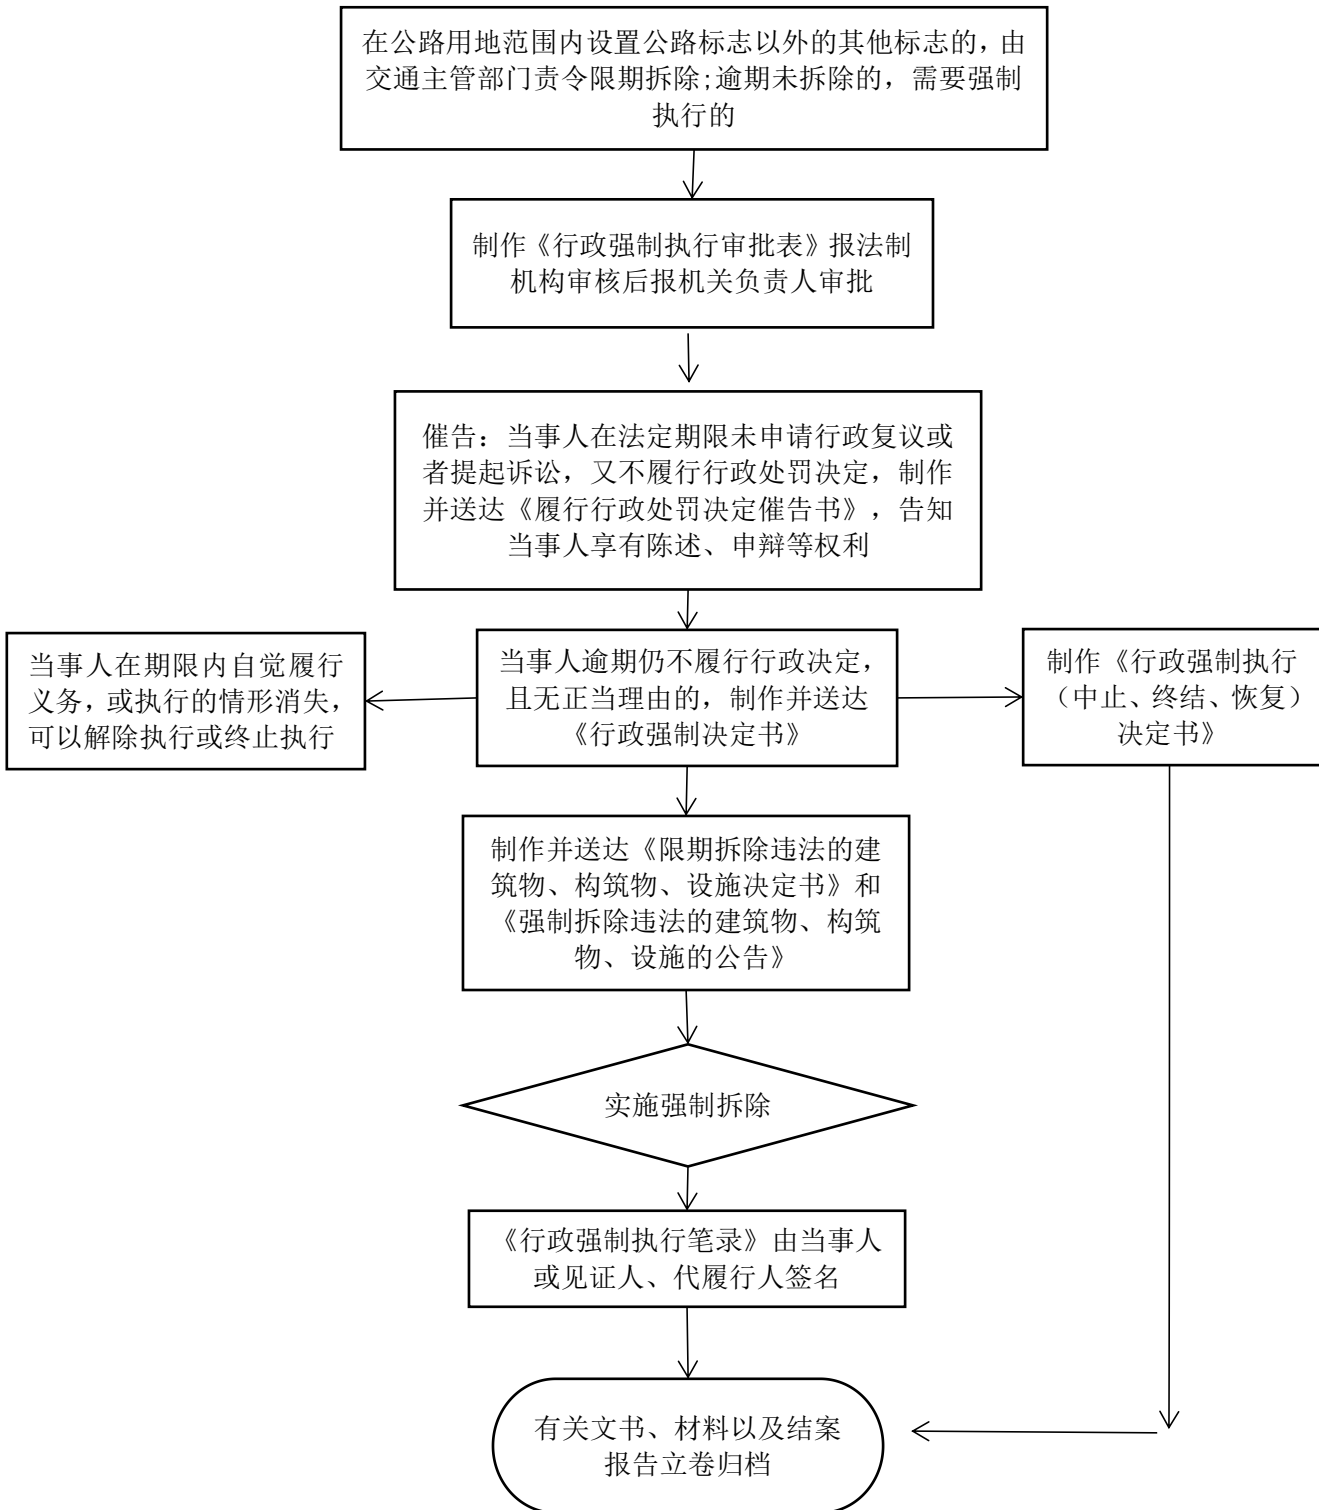 在公路用地范围内设置公路标志以外的其他标志的，由
交通主管部门责令限期拆除;逾期未拆除的，需要强制
执行的
制作《行政强制执行审批表》报法制
机构审核后报机关负责人审批
催告：当事人在法定期限未申请行政复议或
者提起诉讼，又不履行行政处罚决定，制作
并送达《履行行政处罚决定催告书》，告知
当事人享有陈述、申辩等权利
当事人在期限内自觉履行
义务，或执行的情形消失，
可以解除执行或终止执行
当事人逾期仍不履行行政决定，
且无正当理由的，制作并送达
《行政强制决定书》
制作《行政强制执行
（中止、终结、恢复）
决定书》
制作并送达《限期拆除违法的建
筑物、构筑物、设施决定书》和
《强制拆除违法的建筑物、构筑
物、设施的公告》
实施强制拆除
《行政强制执行笔录》由当事人
或见证人、代履行人签名
有关文书、材料以及结案
报告立卷归档